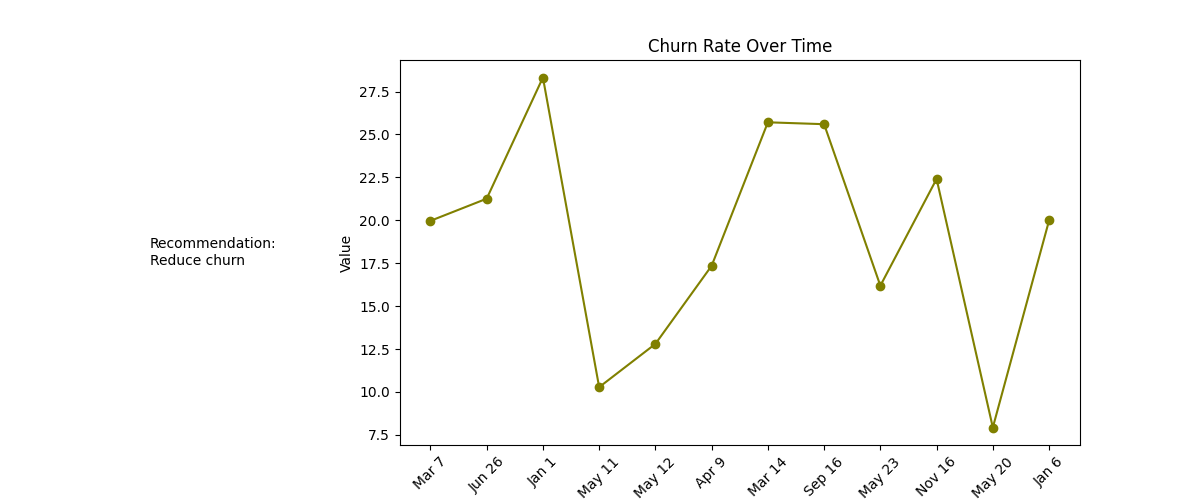 Churn Rate Over Time
Recommendation:
Reduce churn
Value
27.5
25.0
22.5
20.0
17.5
15.0
12.5
10.0
7.5
Mar 7
Jun 26
Jan 1
May 11
May 12
Apr 9
Mar 14
Sep 16
May 23
Nov 16
May 20
Jan 6